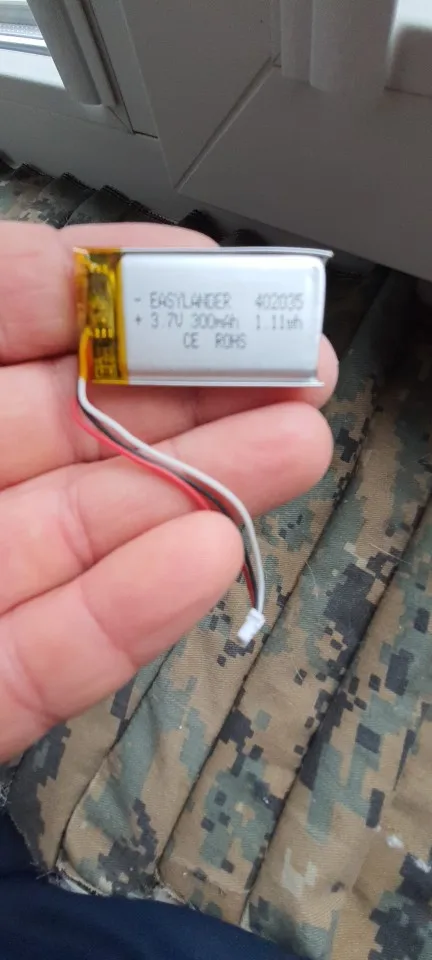 - EASYLANDER 402035
+ 3.7V 300mAh 1.11wh
CE ROHS